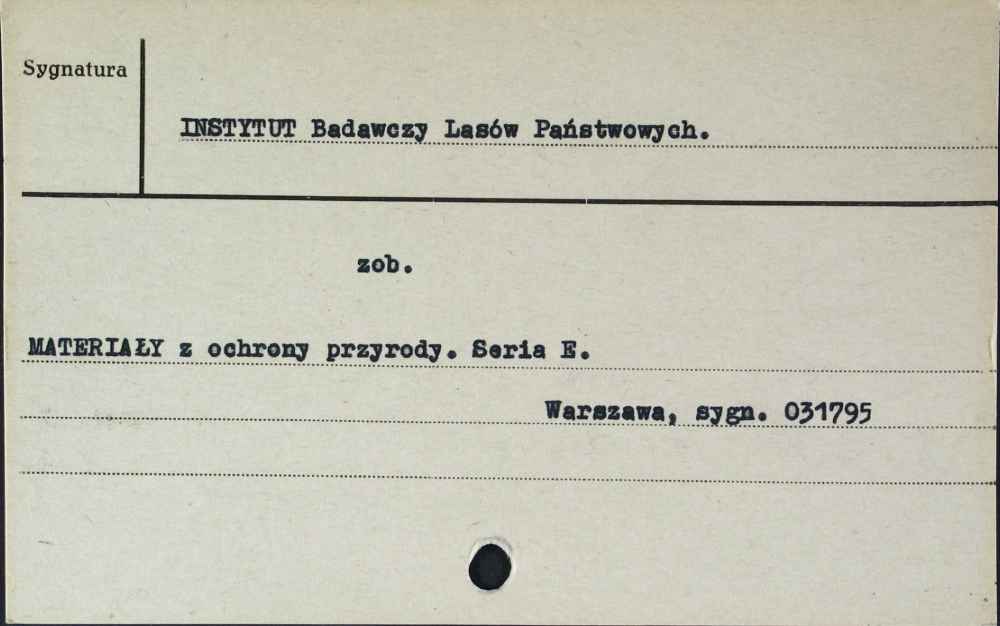 Sygnatura
INSTYTUT Badawczy Lasów Państwowych.
zob.
MATERIAŁY z ochrony przyrody. Seria E.
Warszawa, sygn. 031795